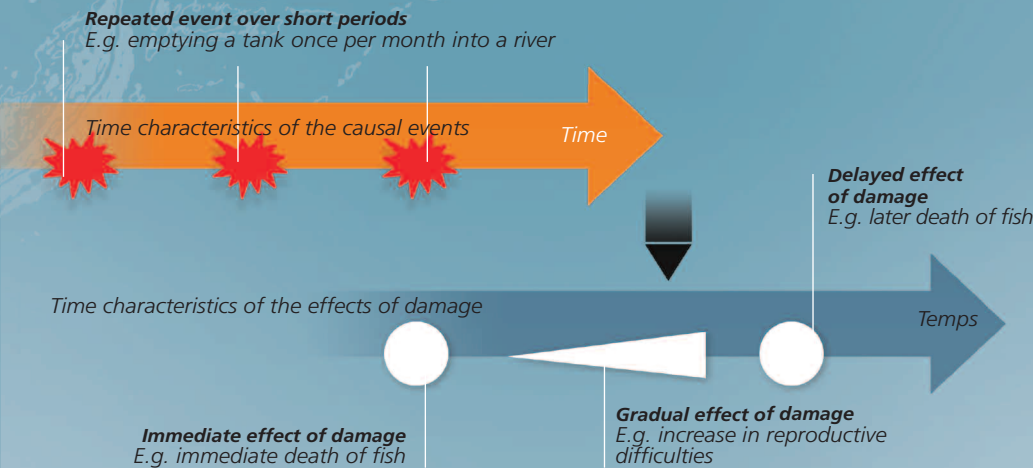 Repeated event over short periods
E.g. emptying a tank once per month into a river
Time characteristics of the causal events
Time
Delayed effect
of damage
E.g. later death of fish
Time characteristics of the effects of damage
Temps
Immediate effect of damage
E.g. immediate death of fish
Gradual effect of damage
E.g. increase in reproductive
difficulties